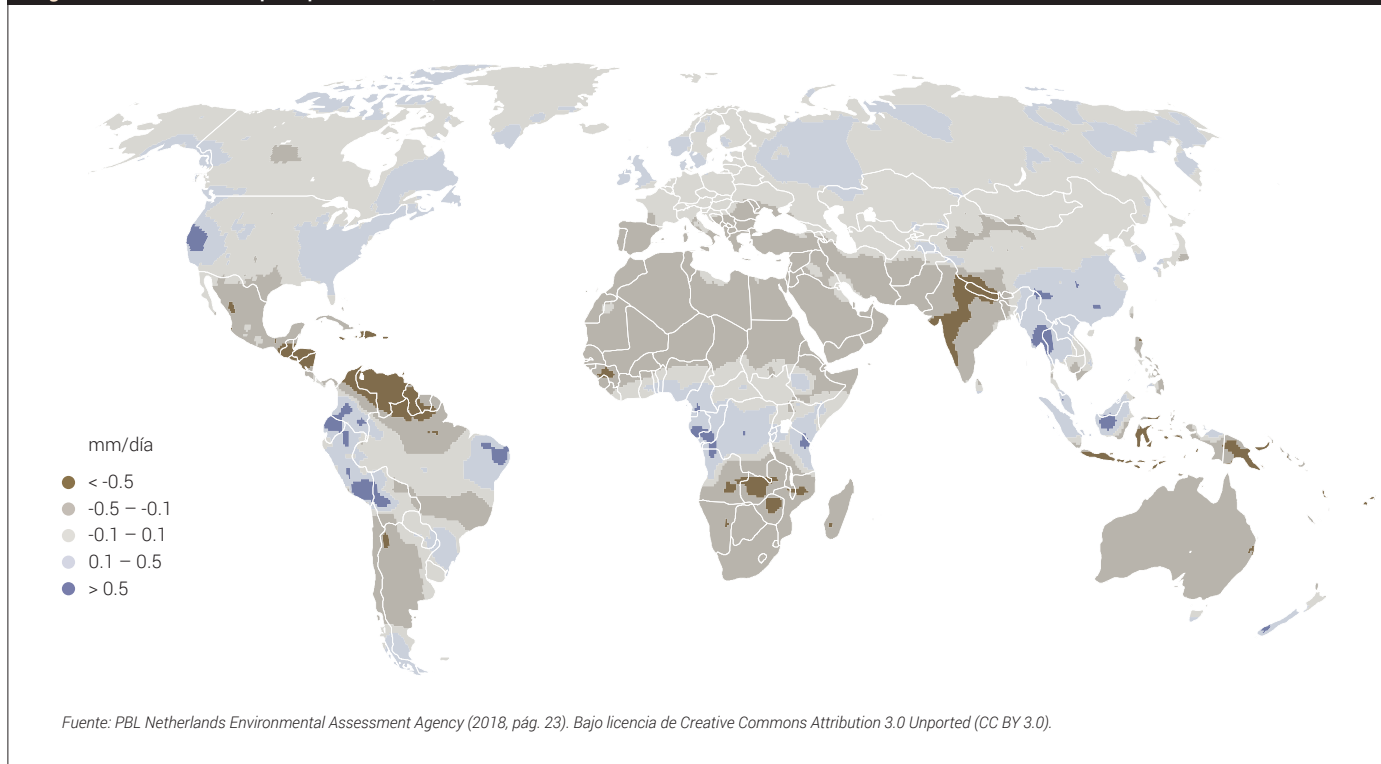 mm/día
< -0.5
-0.5 – -0.1
-0.1 – 0.1
0.1 – 0.5
> 0.5
Fuente: PBL Netherlands Environmental Assessment Agency (2018, pág. 23). Bajo licencia de Creative Commons Attribution 3.0 Unported (CC BY 3.0).